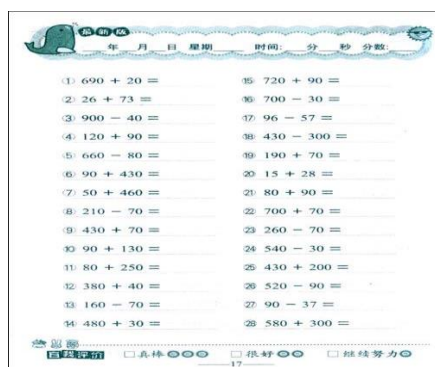 最新版
年 月 日 星期 时间: 分 秒 分数:
① 690 + 20 =
② 26 + 73 =
③ 900 − 40 =
④ 120 + 90 =
⑤ 660 − 80 =
⑥ 90 + 430 =
⑦ 50 + 460 =
⑧ 210 − 70 =
⑨ 430 + 70 =
⑩ 90 + 130 =
⑪ 80 + 250 =
⑫ 380 + 40 =
⑬ 160 − 70 =
⑭ 480 + 30 =
⑮ 720 + 90 =
⑯ 700 − 30 =
⑰ 96 − 57 =
⑱ 430 − 300 =
⑲ 190 + 70 =
⑳ 15 + 28 =
㉑ 80 + 90 =
㉒ 700 + 70 =
㉓ 260 − 70 =
㉔ 540 − 30 =
㉕ 430 + 200 =
㉖ 520 − 90 =
㉗ 90 − 37 =
㉘ 580 + 300 =
自我评价 □真棒 □很好 □继续努力
17